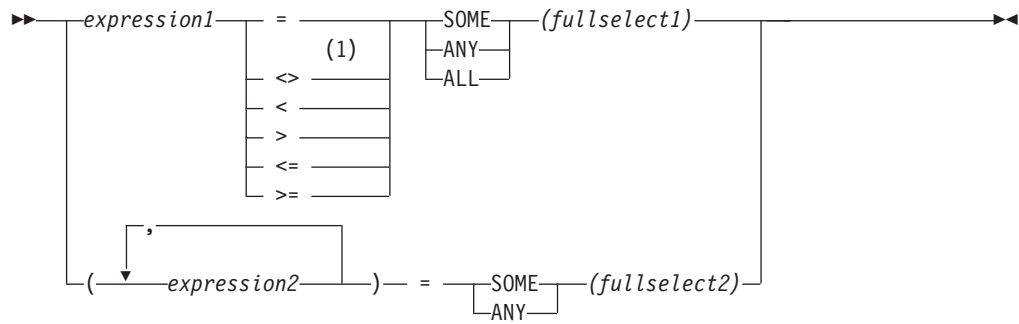 expression1 = SOME (fullselect1)
(1) ANY
<> ALL
<
>
<=
>=
,
( expression2 ) = SOME (fullselect2)
ANY